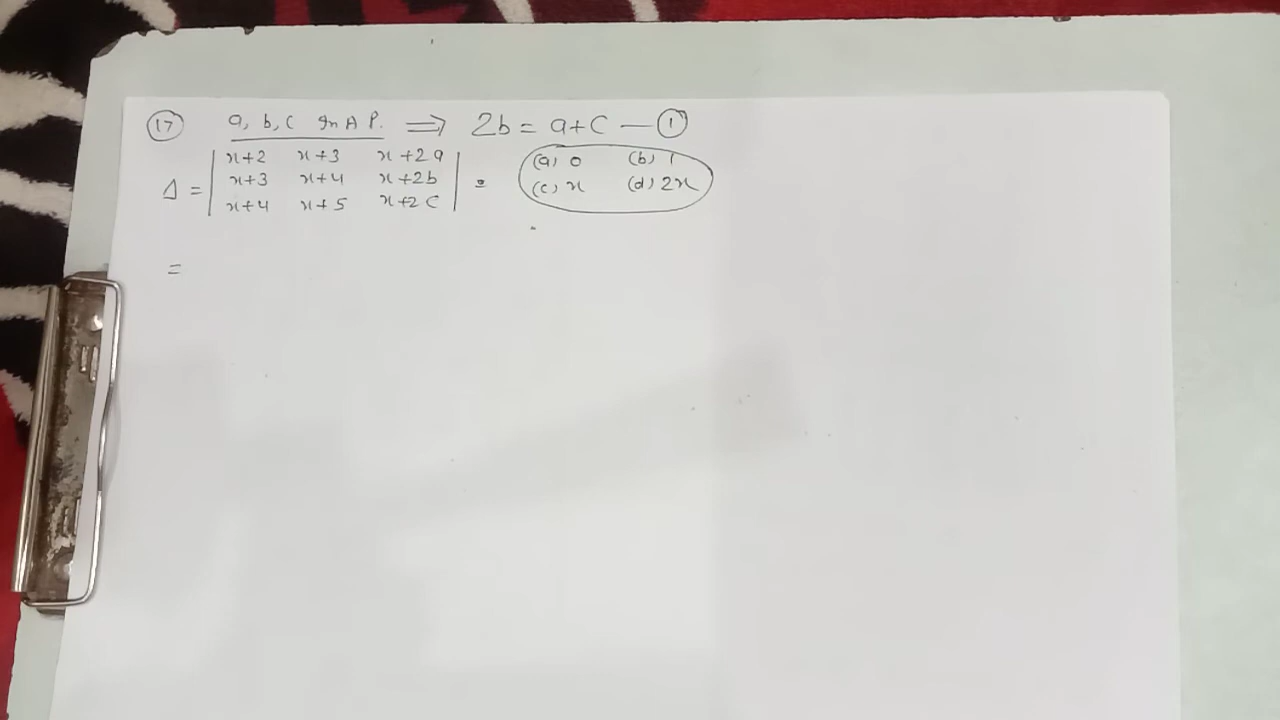 (17) a, b, c In A P. ⟹ 2b = a+c — (1)
Δ = | x+2 x+3 x+2a |
| x+3 x+4 x+2b | = (a) 0 (b) 1
| x+4 x+5 x+2c | (c) x (d) 2x
=